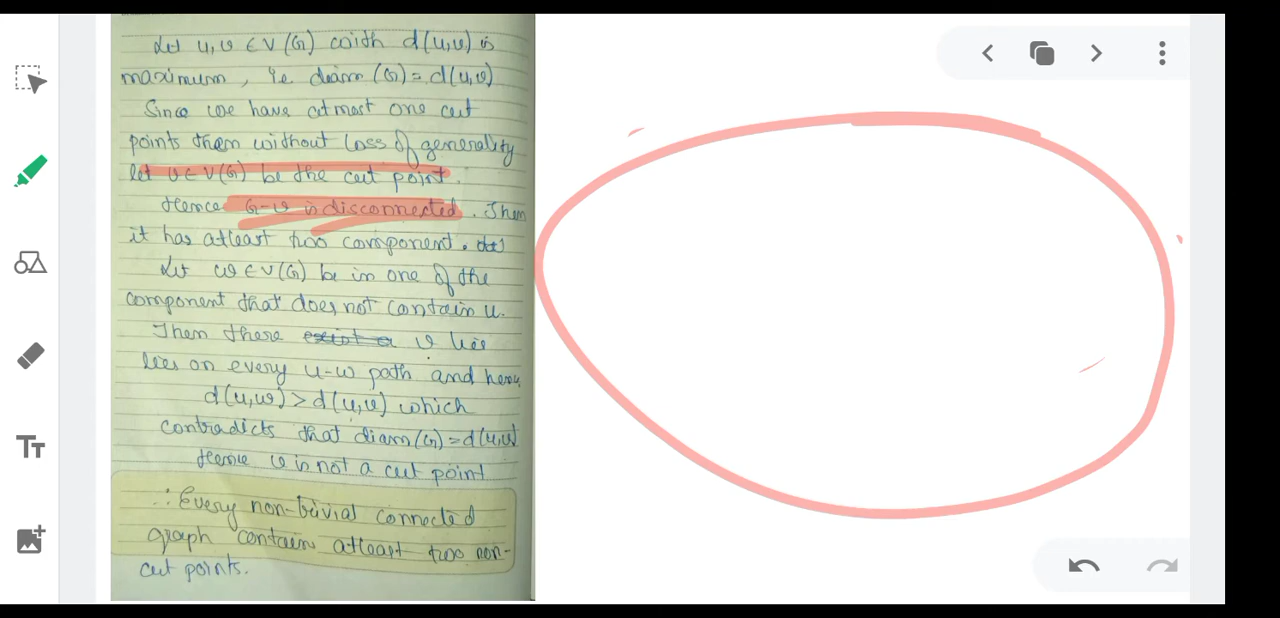 Let u, v ∈ V(G) with d(u,v) is
maximum, i.e diam (G) = d(u,v)
Since we have atmost one cut
points then without loss of generality
let v ∈ V(G) be the cut point.
Hence G-v is disconnected. Then
it has atleast two component.
Let w ∈ V(G) be in one of the
component that does not contain u.
Then there exist a v lie
lies on every u-w path and hence
d(u,w) > d(u,v) which
contradicts that diam(G) = d(u,v)
Hence v is not a cut point
∴ Every non-trivial connected
graph contains atleast two non-
cut points.
TT